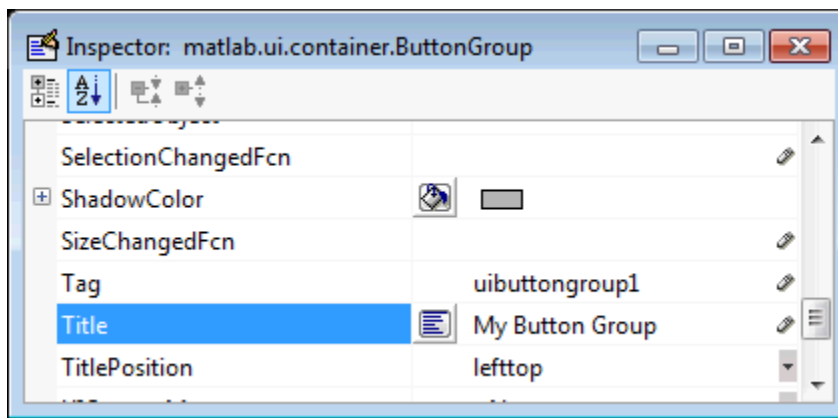 Inspector: matlab.ui.container.ButtonGroup
SelectionChangedFcn
ShadowColor
SizeChangedFcn
Tag uibuttongroup1
Title My Button Group
TitlePosition lefttop